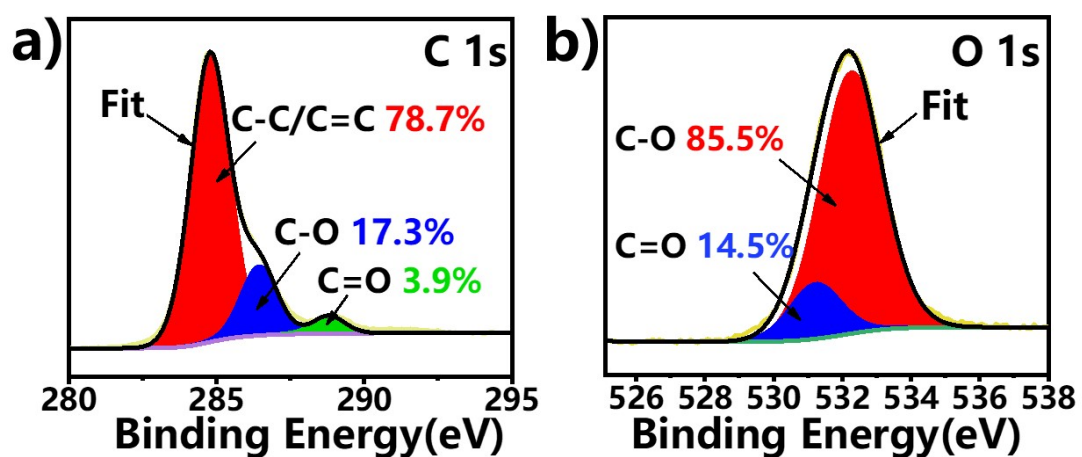 a)
C 1s
Fit
C-C/C=C 78.7%
C-O 17.3%
C=O 3.9%
280 285 290 295
Binding Energy(eV)
b)
O 1s
Fit
C-O 85.5%
C=O 14.5%
526 528 530 532 534 536 538
Binding Energy(eV)